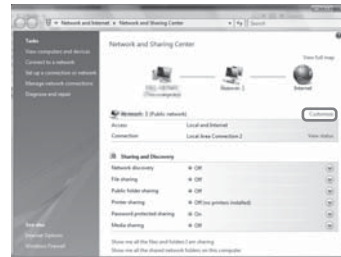 Network and Internet ▸ Network and Sharing Center
Search
Tasks
View computers and devices
Connect to a network
Set up a connection or network
Manage network connections
Diagnose and repair
See also
Internet Options
Windows Firewall
Network and Sharing Center
View full map
(This computer)
Network 2
Internet
Network 2 (Public network)
Customize
Access
Local and Internet
Connection
Local Area Connection 2
View status
Sharing and Discovery
Network discovery
Off
File sharing
Off
Public folder sharing
Off
Printer sharing
Off (no printers installed)
Password protected sharing
On
Media sharing
Off
Show me all the files and folders I am sharing
Show me all the shared network folders on this computer